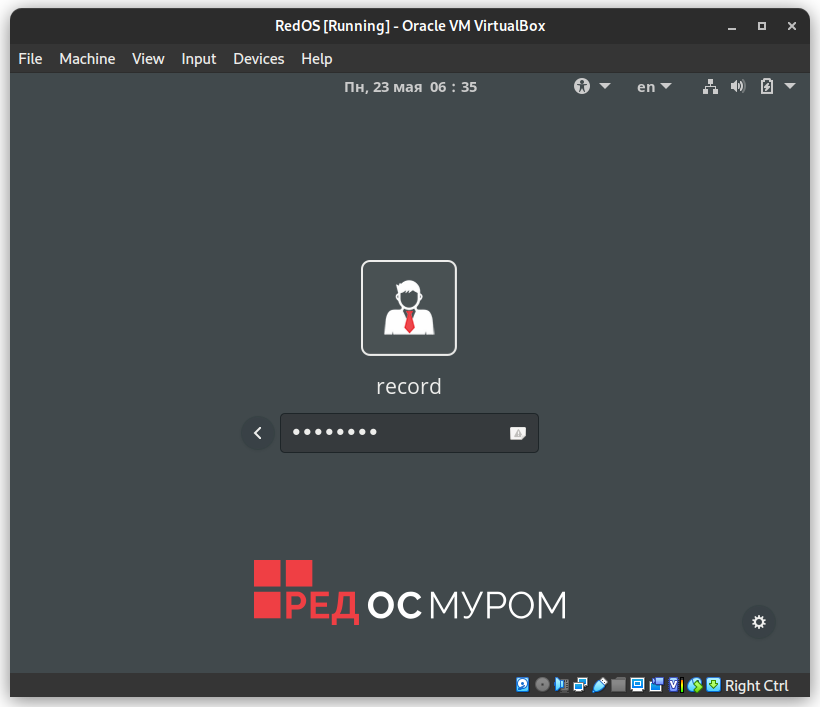 RedOS [Running] - Oracle VM VirtualBox
File Machine View Input Devices Help
Пн, 23 мая 06 : 35
en
record
РЕД ОС МУРОМ
Right Ctrl